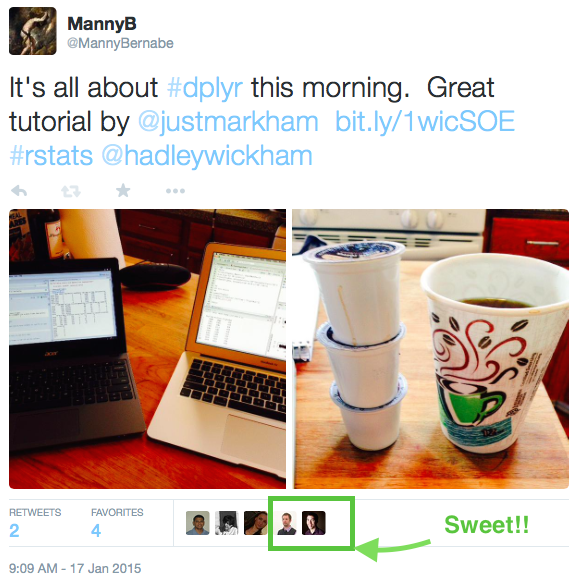 MannyB
@MannyBernabe
It's all about #dplyr this morning.  Great
tutorial by @justmarkham  bit.ly/1wicSOE
#rstats @hadleywickham
acer
RETWEETS
2
FAVORITES
4
Sweet!!
9:09 AM - 17 Jan 2015